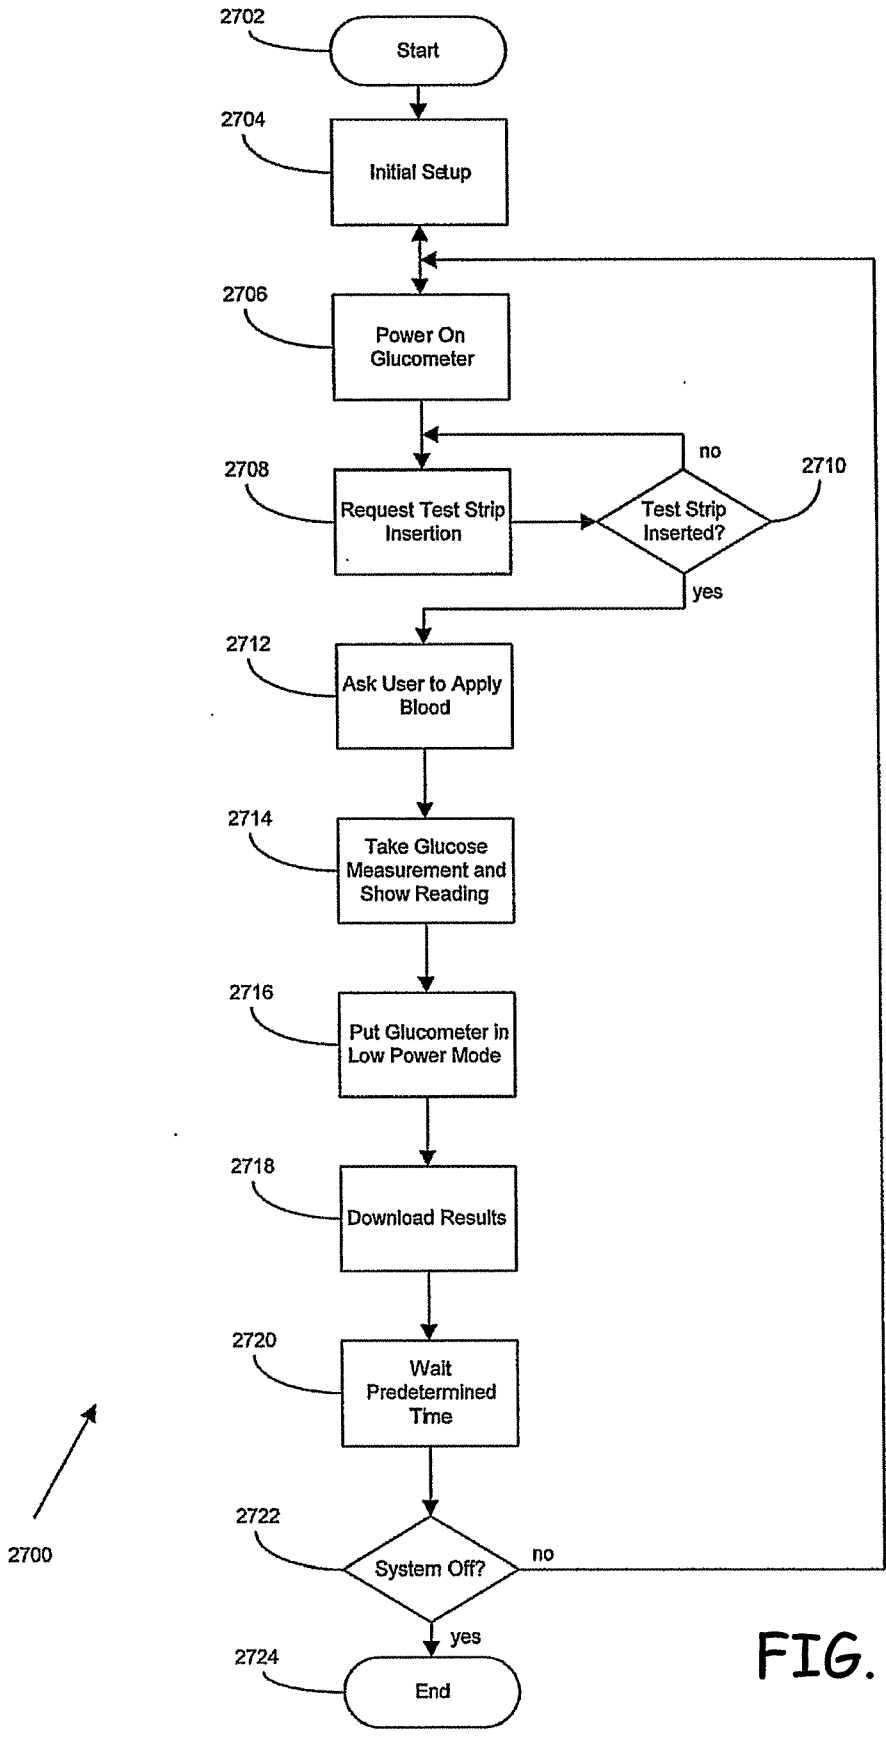 2702
Start
2704
Initial Setup
2706
Power On
Glucometer
no
2708
2710
Request Test Strip
Insertion
Test Strip
Inserted?
yes
2712
Ask User to Apply
Blood
2714
Take Glucose
Measurement and
Show Reading
2716
Put Glucometer in
Low Power Mode
2718
Download Results
2720
Wait
Predetermined
Time
2722
System Off?
no
2700
yes
2724
End
FIG.